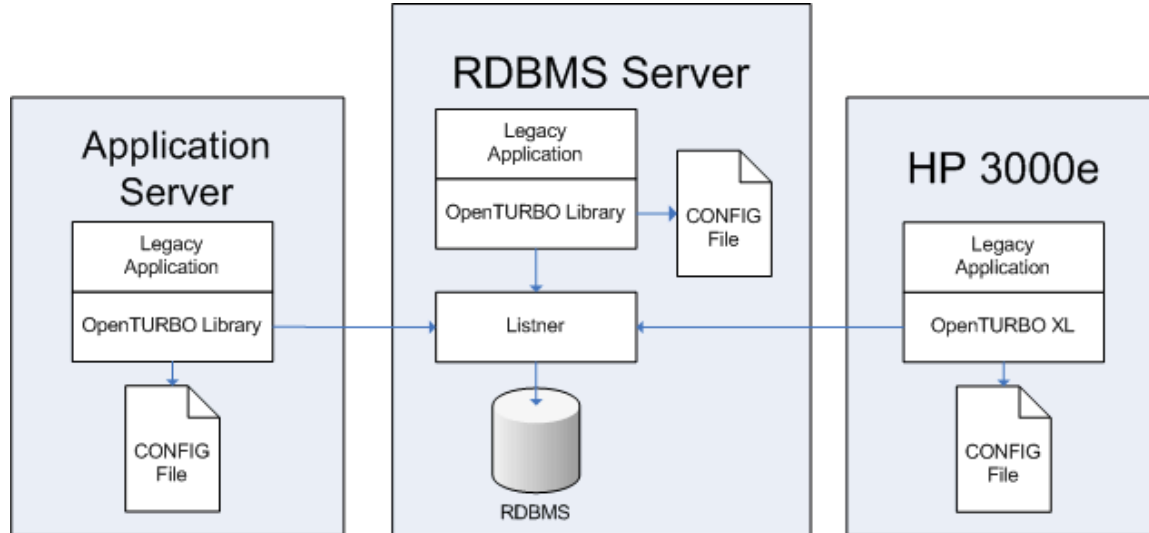 Application
Server
Legacy
Application
OpenTURBO Library
CONFIG
File
RDBMS Server
Legacy
Application
OpenTURBO Library
CONFIG
File
Listner
RDBMS
HP 3000e
Legacy
Application
OpenTURBO XL
CONFIG
File